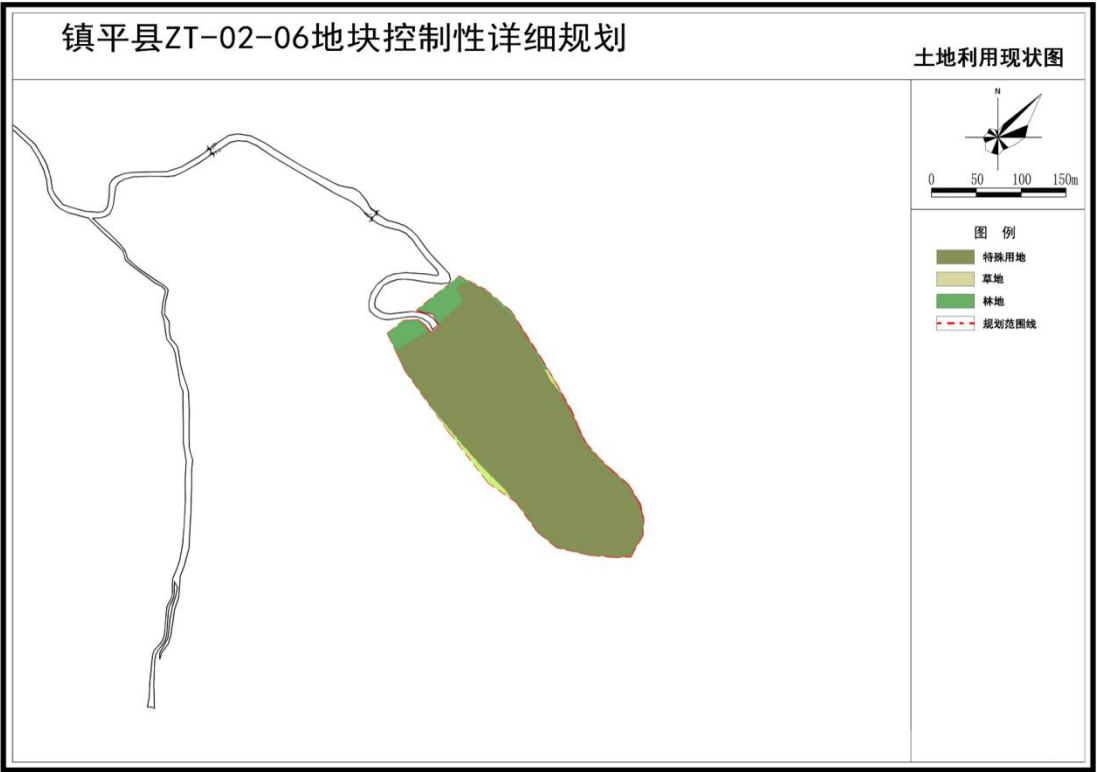 镇平县ZT-02-06地块控制性详细规划
土地利用现状图
N
0 50 100 150m
图 例
特殊用地
草地
林地
规划范围线